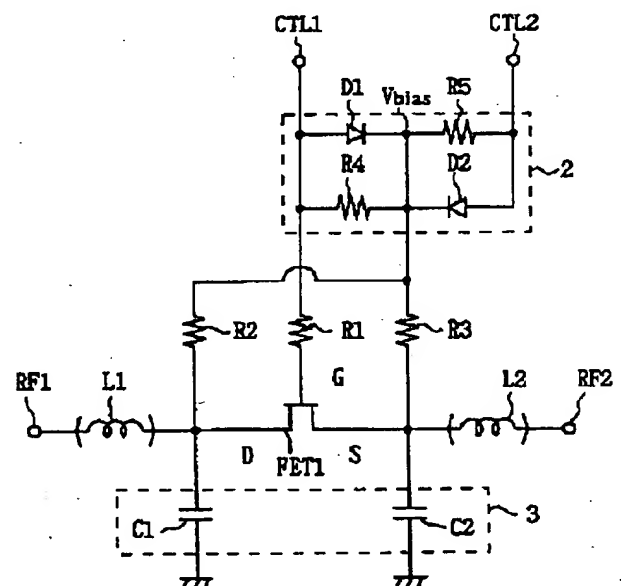 CTL1 CTL2
D1 Vbias R5
R4 D2 2
R2 R1 R3
G
RF1 L1 L2 RF2
D FET1 S
C1 C2 3